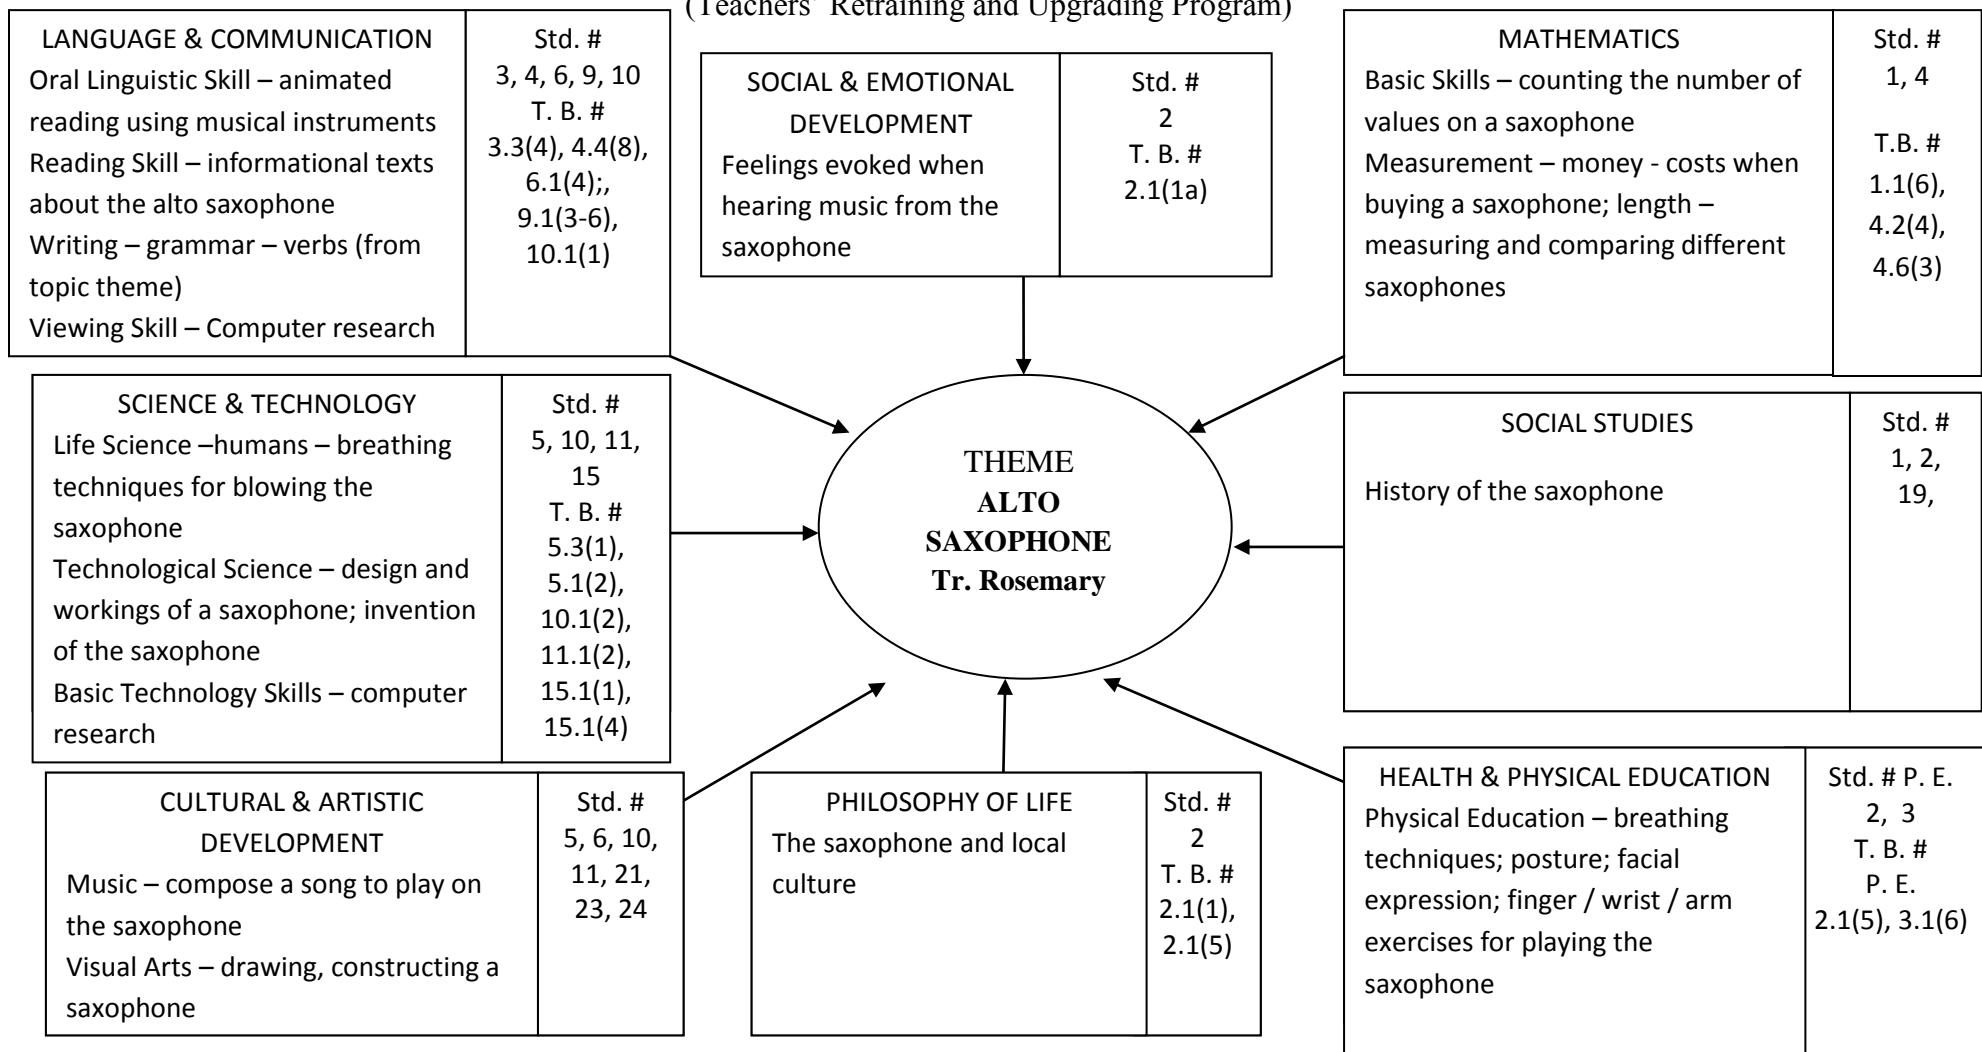 (Teachers’ Retraining and Upgrading Program)
LANGUAGE & COMMUNICATION
Oral Linguistic Skill – animated
reading using musical instruments
Reading Skill – informational texts
about the alto saxophone
Writing – grammar – verbs (from
topic theme)
Viewing Skill – Computer research
Std. #
3, 4, 6, 9, 10
T. B. #
3.3(4), 4.4(8),
6.1(4);,
9.1(3-6),
10.1(1)
SOCIAL & EMOTIONAL
DEVELOPMENT
Feelings evoked when
hearing music from the
saxophone
Std. #
2
T. B. #
2.1(1a)
MATHEMATICS
Basic Skills – counting the number of
values on a saxophone
Measurement – money - costs when
buying a saxophone; length –
measuring and comparing different
saxophones
Std. #
1, 4
T.B. #
1.1(6),
4.2(4),
4.6(3)
SCIENCE & TECHNOLOGY
Life Science –humans – breathing
techniques for blowing the
saxophone
Technological Science – design and
workings of a saxophone; invention
of the saxophone
Basic Technology Skills – computer
research
Std. #
5, 10, 11,
15
T. B. #
5.3(1),
5.1(2),
10.1(2),
11.1(2),
15.1(1),
15.1(4)
THEME
ALTO
SAXOPHONE
Tr. Rosemary
SOCIAL STUDIES
History of the saxophone
Std. #
1, 2,
19,
CULTURAL & ARTISTIC
DEVELOPMENT
Music – compose a song to play on
the saxophone
Visual Arts – drawing, constructing a
saxophone
Std. #
5, 6, 10,
11, 21,
23, 24
PHILOSOPHY OF LIFE
The saxophone and local
culture
Std. #
2
T. B. #
2.1(1),
2.1(5)
HEALTH & PHYSICAL EDUCATION
Physical Education – breathing
techniques; posture; facial
expression; finger / wrist / arm
exercises for playing the
saxophone
Std. # P. E.
2, 3
T. B. #
P. E.
2.1(5), 3.1(6)